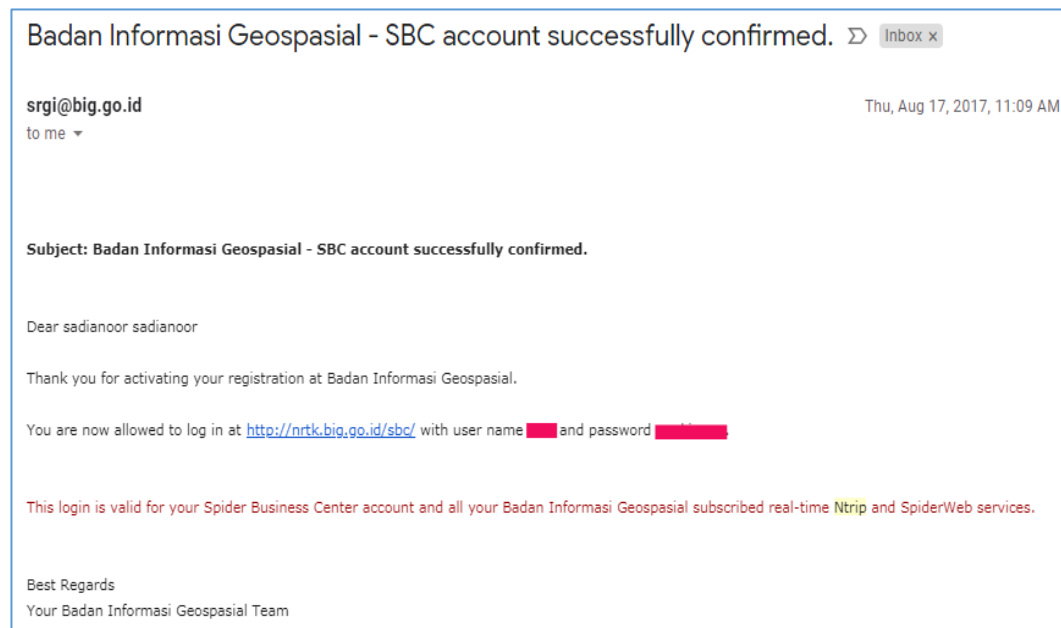 Badan Informasi Geospasial - SBC account successfully confirmed. Inbox x
srgi@big.go.id Thu, Aug 17, 2017, 11:09 AM
to me
Subject: Badan Informasi Geospasial - SBC account successfully confirmed.
Dear sadianoor sadianoor
Thank you for activating your registration at Badan Informasi Geospasial.
You are now allowed to log in at http://nrtk.big.go.id/sbc/ with user name and password
This login is valid for your Spider Business Center account and all your Badan Informasi Geospasial subscribed real-time Ntrip and SpiderWeb services.
Best Regards
Your Badan Informasi Geospasial Team